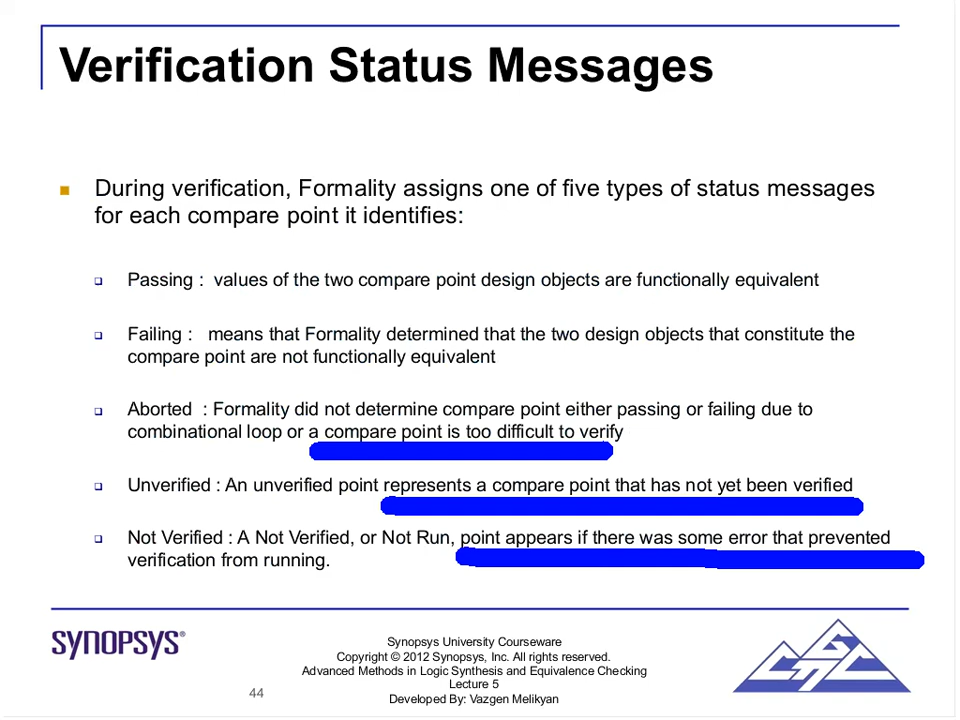 Verification Status Messages
During verification, Formality assigns one of five types of status messages
for each compare point it identifies:
Passing : values of the two compare point design objects are functionally equivalent
Failing : means that Formality determined that the two design objects that constitute the
compare point are not functionally equivalent
Aborted : Formality did not determine compare point either passing or failing due to
combinational loop or a compare point is too difficult to verify
Unverified : An unverified point represents a compare point that has not yet been verified
Not Verified : A Not Verified, or Not Run, point appears if there was some error that prevented
verification from running.
SYNOPSYS®
Synopsys University Courseware
Copyright © 2012 Synopsys, Inc. All rights reserved.
Advanced Methods in Logic Synthesis and Equivalence Checking
Lecture 5
44
Developed By: Vazgen Melikyan